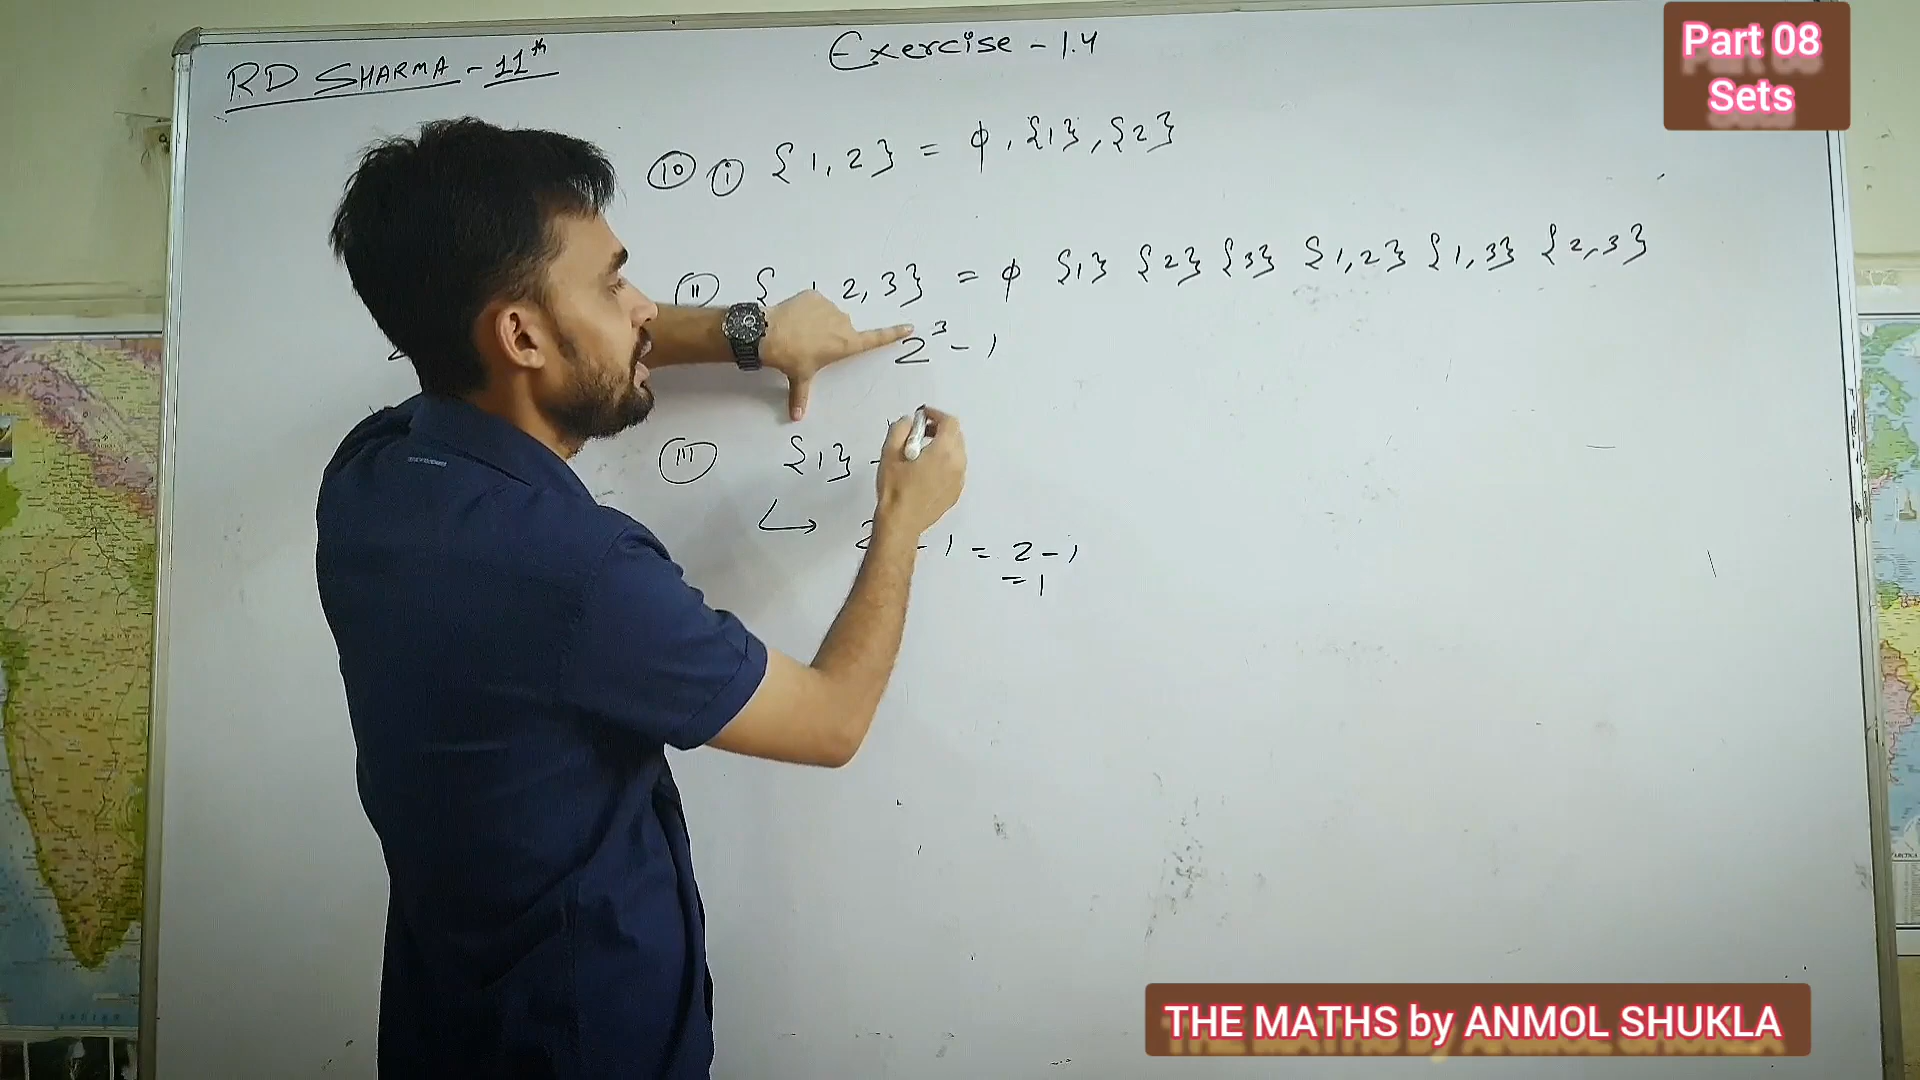 RD SHARMA - 11th
Exercise - 1.4
Part 08
Sets
10 i {1,2} = ϕ, {1}, {2}
ii { 2,3} = ϕ {1} {2} {3} {1,2} {1,3} {2,3}
2³ - 1
iii {1}
↳ 2 - 1 = 2 - 1
= 1
THE MATHS by ANMOL SHUKLA